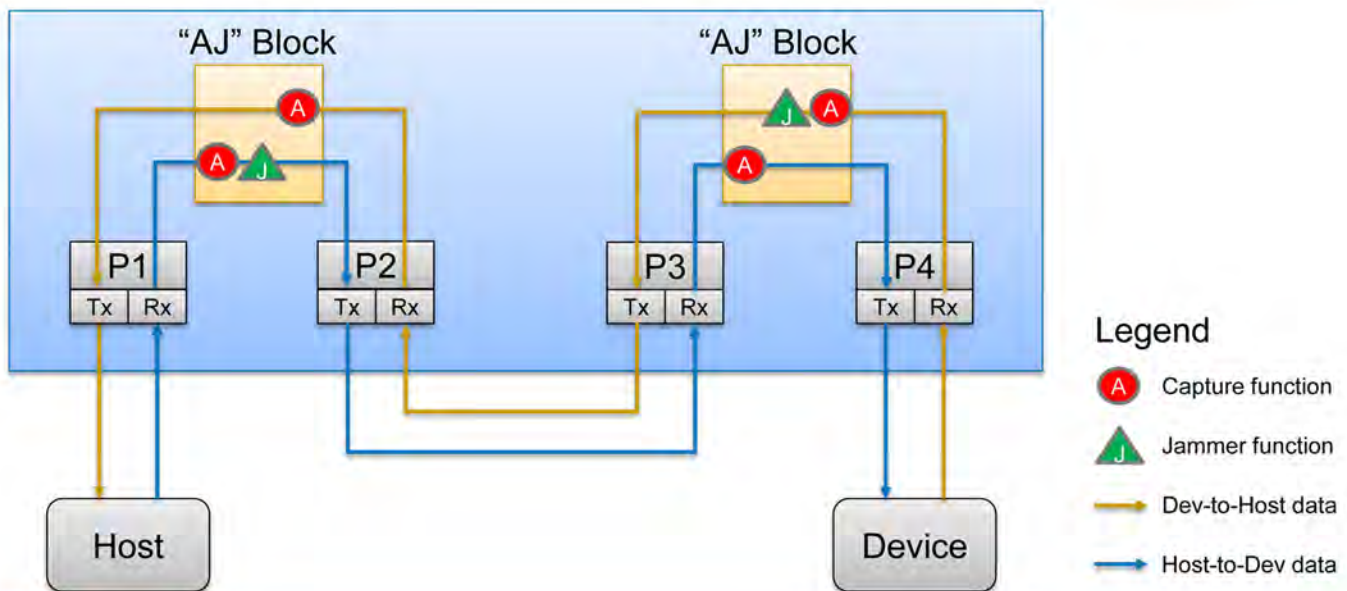 “AJ” Block
“AJ” Block
A
J
A
A
J
A
P1
P2
P3
P4
Tx
Rx
Tx
Rx
Tx
Rx
Tx
Rx
Legend
A
Capture function
J
Jammer function
Dev-to-Host data
Host-to-Dev data
Host
Device